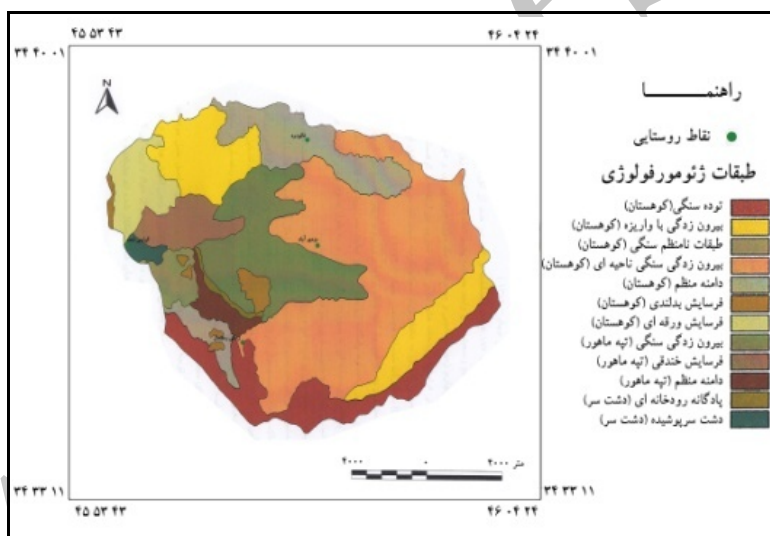 ۴۵ ۵۳ ۴۳
۴۶ ۰۴ ۲۴
۳۴ ۴۰ ۰۱
۳۴ ۴۰ ۰۱
N
راهنمــــــا
نقاط روستایی
طبقات ژئومورفولوژی
توده سنگی(کوهستان)
بیرون زدگی با واریزه (کوهستان)
طبقات نامنظم سنگی (کوهستان)
بیرون زدگی سنگی ناحیه ای (کوهستان)
دامنه منظم (کوهستان)
فرسایش بدلندی (کوهستان)
فرسایش ورقه ای (کوهستان)
بیرون زدگی سنگی (تپه ماهور)
فرسایش خندقی (تپه ماهور)
دامنه منظم (تپه ماهور)
پادگانه رودخانه ای (دشت سر)
دشت سرپوشیده (دشت سر)
۴۰۰۰ ۰ ۴۰۰۰ متر
۳۴ ۳۳ ۱۱
۳۴ ۳۳ ۱۱
۴۵ ۵۳ ۴۳
۴۶ ۰۴ ۲۴